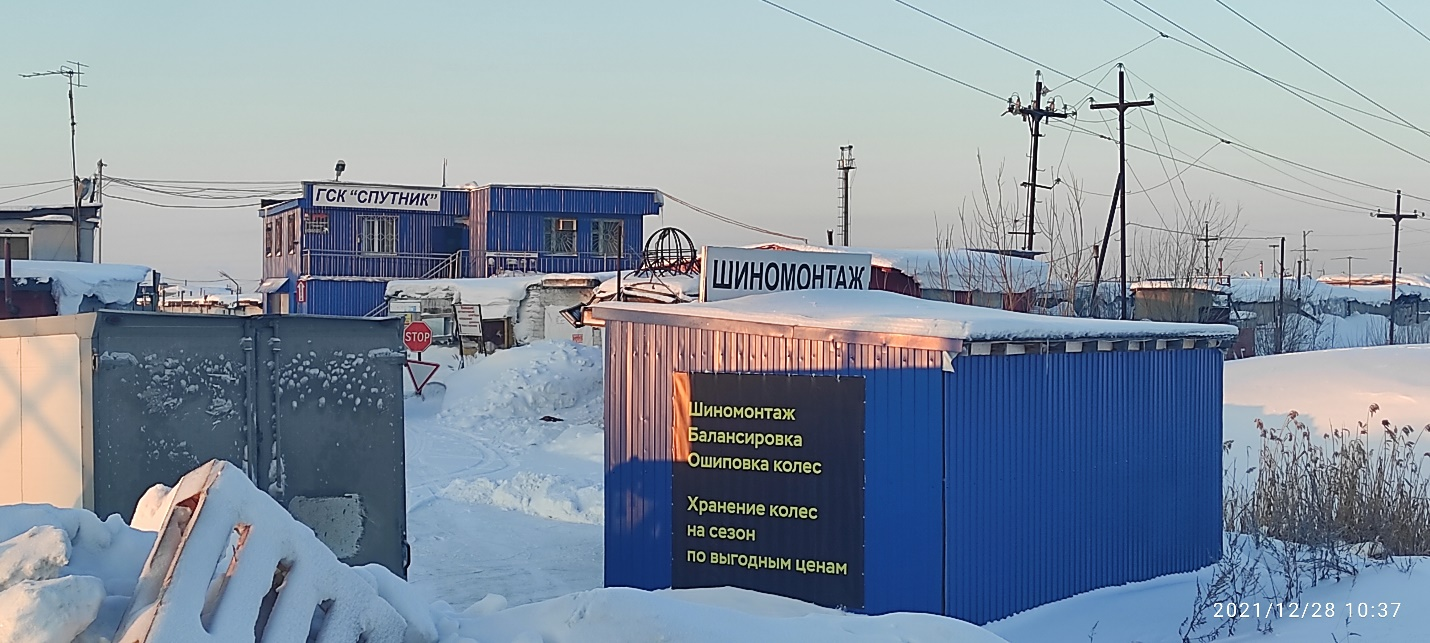 ГСК "СПУТНИК"
ШИНОМОНТАЖ
STOP
Шиномонтаж
Балансировка
Ошиповка колес
Хранение колес
на сезон
по выгодным ценам
2021/12/28 10:37